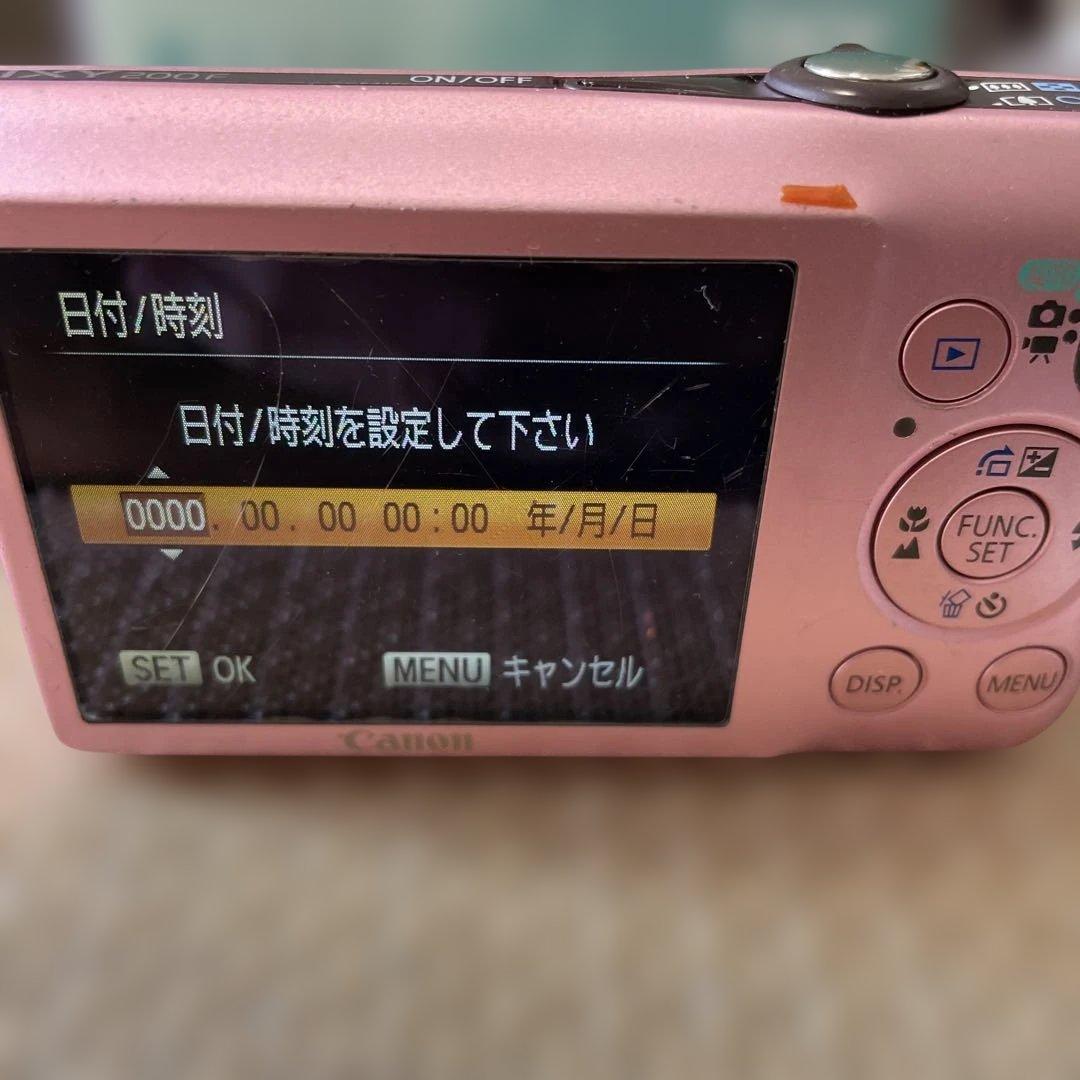 IXY 200F ON/OFF
日付/時刻
日付/時刻を設定して下さい
0000. 00. 00 00:00 年/月/日
SET OK MENU キャンセル
FUNC.
SET
DISP.
MENU
Canon